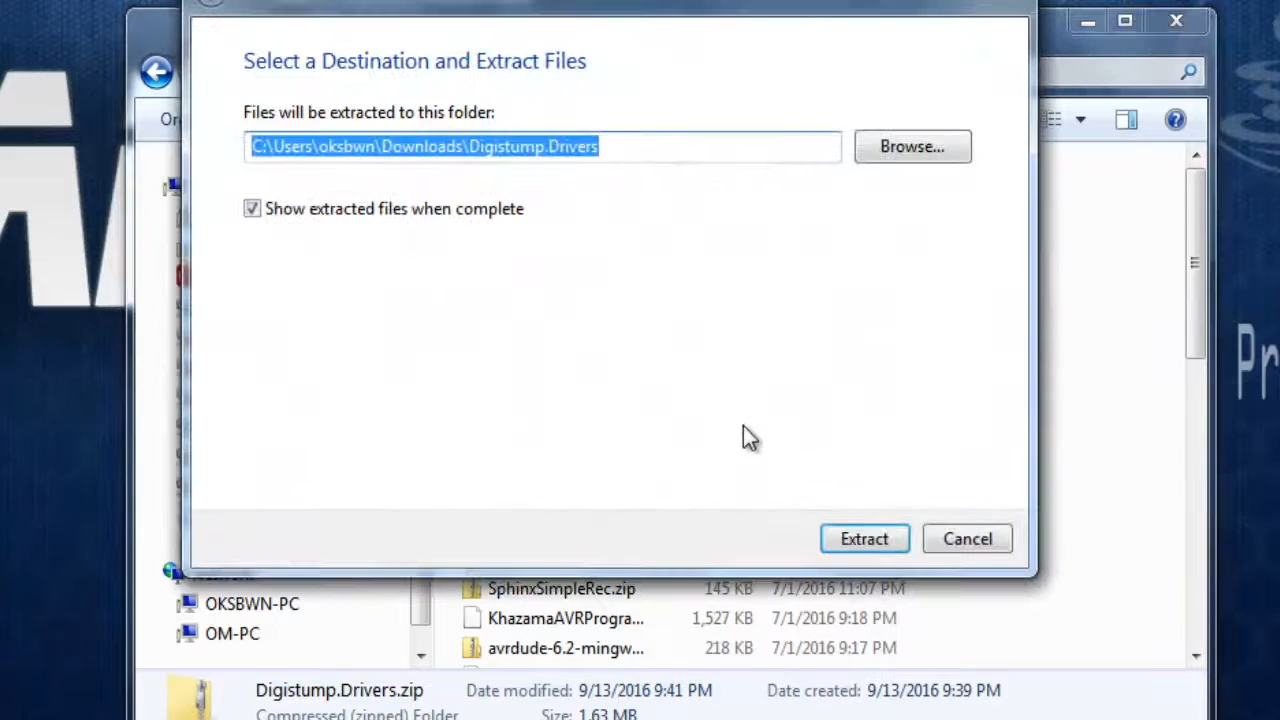 Select a Destination and Extract Files
Files will be extracted to this folder:
C:\Users\oksbwn\Downloads\Digistump.Drivers
Browse...
Show extracted files when complete
Extract
Cancel
SphinxSimpleRec.zip 145 KB 7/1/2016 11:07 PM
OKSBWN-PC
KhazamaAVRProgra... 1,527 KB 7/1/2016 9:18 PM
OM-PC
avrdude-6.2-mingw... 218 KB 7/1/2016 9:17 PM
Digistump.Drivers.zip Date modified: 9/13/2016 9:41 PM Date created: 9/13/2016 9:39 PM
Compressed (zipped) Folder Size: 1.63 MB